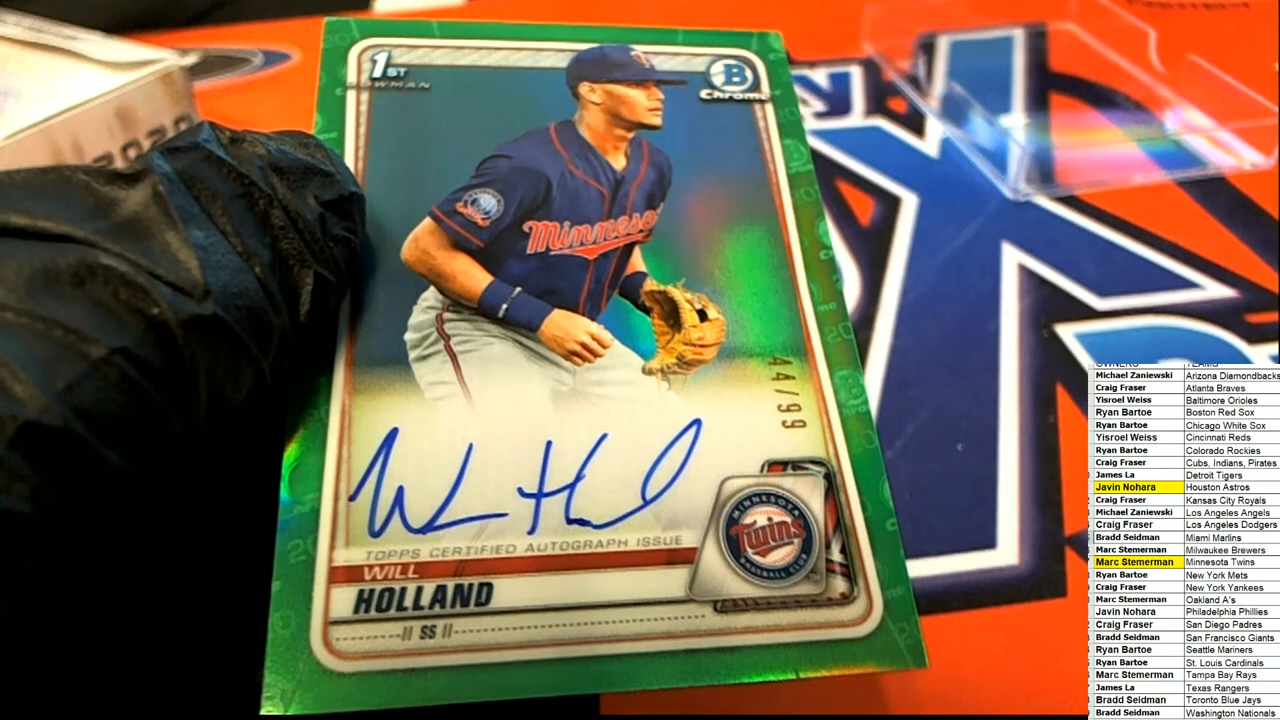 1ST
BOWMAN
B
Chrome
Minneso
44/99
TOPPS CERTIFIED AUTOGRAPH ISSUE
WILL
HOLLAND
SS
MINNESOTA
Twins
BASEBALL CLUB
OWNERS TEAMS
Michael Zaniewski Arizona Diamondbacks
Craig Fraser Atlanta Braves
Yisroel Weiss Baltimore Orioles
Ryan Bartoe Boston Red Sox
Ryan Bartoe Chicago White Sox
Yisroel Weiss Cincinnati Reds
Ryan Bartoe Colorado Rockies
Craig Fraser Cubs, Indians, Pirates
James La Detroit Tigers
Javin Nohara Houston Astros
Craig Fraser Kansas City Royals
Michael Zaniewski Los Angeles Angels
Craig Fraser Los Angeles Dodgers
Bradd Seidman Miami Marlins
Marc Stemerman Milwaukee Brewers
Marc Stemerman Minnesota Twins
Ryan Bartoe New York Mets
Craig Fraser New York Yankees
Marc Stemerman Oakland A's
Javin Nohara Philadelphia Phillies
Craig Fraser San Diego Padres
Bradd Seidman San Francisco Giants
Ryan Bartoe Seattle Mariners
Ryan Bartoe St. Louis Cardinals
Marc Stemerman Tampa Bay Rays
James La Texas Rangers
Bradd Seidman Toronto Blue Jays
Bradd Seidman Washington Nationals